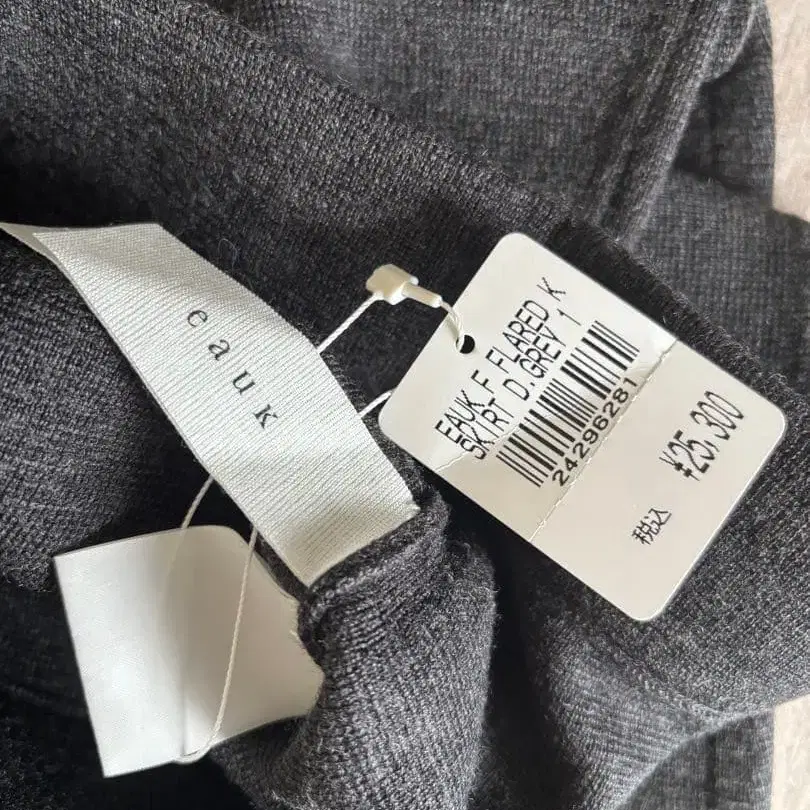 eauk
EAUK F FLARED K
SKIRT D.GREY 1
24296281
¥25,300
税込